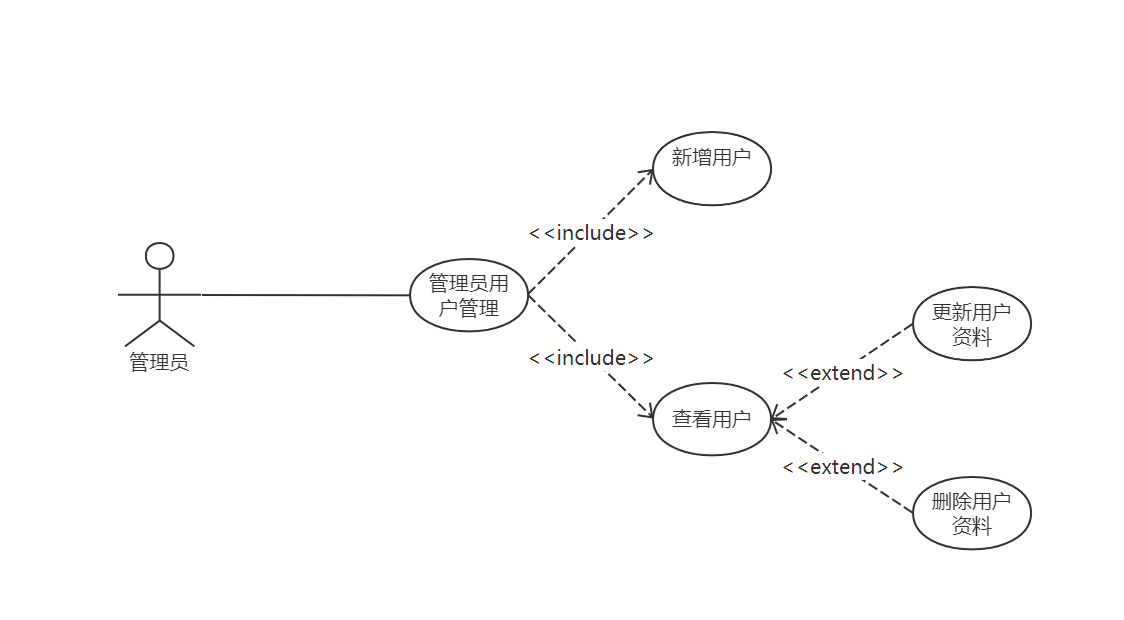 新增用户
<<include>>
管理员用
户管理
管理员
<<include>>
更新用户
资料
<<extend>>
查看用户
<<extend>>
删除用户
资料